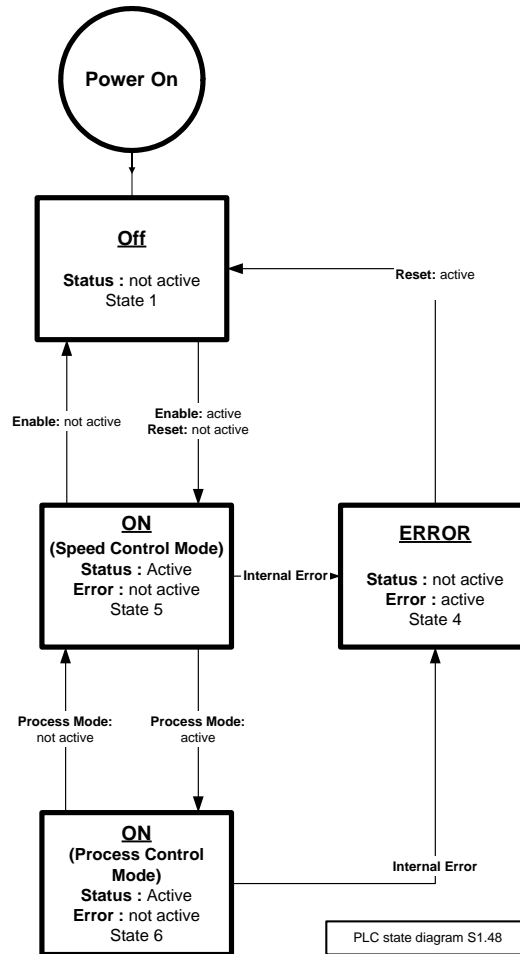 Power On
Off
Status : not active
State 1
Reset: active
Enable: not active
Enable: active
Reset: not active
ON
(Speed Control Mode)
Status : Active
Error : not active
State 5
Internal Error
ERROR
Status : not active
Error : active
State 4
Process Mode:
not active
Process Mode:
active
ON
(Process Control
Mode)
Status : Active
Error : not active
State 6
Internal Error
PLC state diagram S1.48